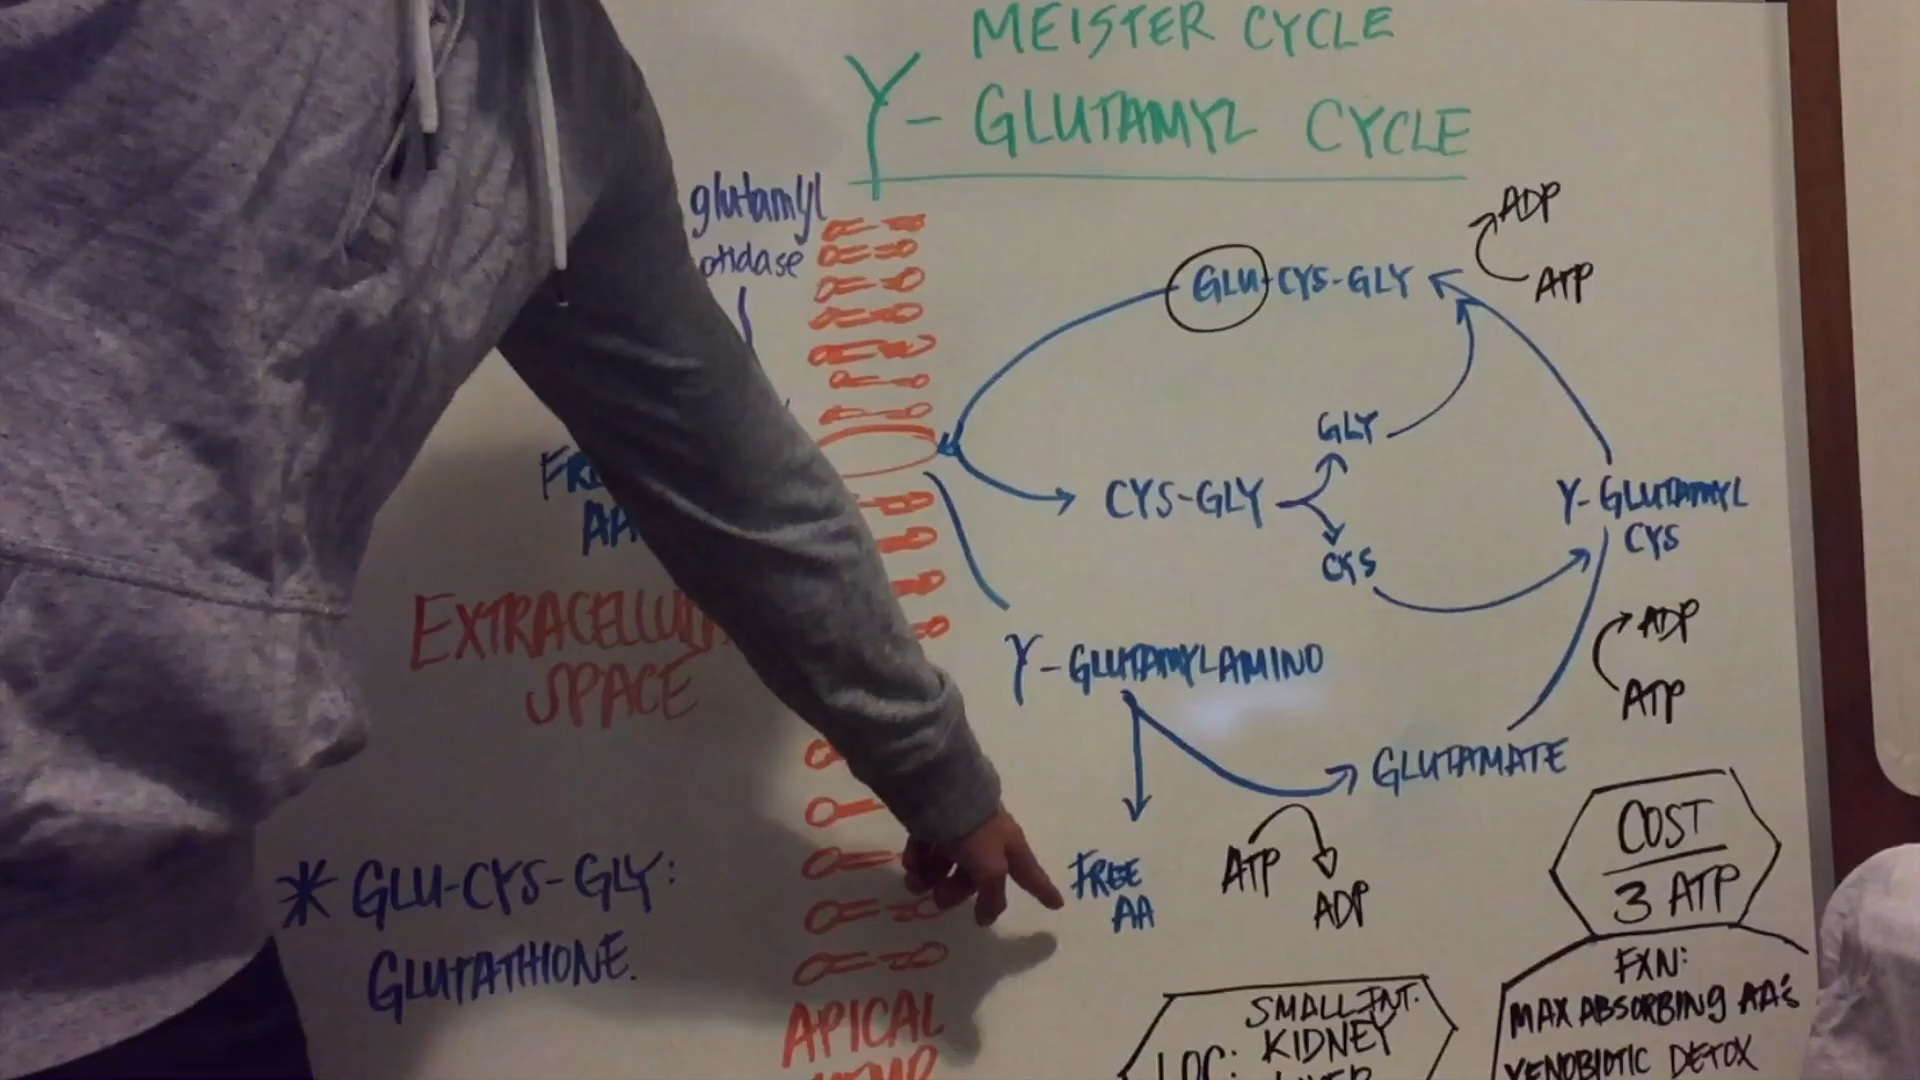 MEISTER CYCLE
γ- GLUTAMYL CYCLE
glutamyl
ADP
ATP
GLU-CYS-GLY
GLY
CYS-GLY
CYS
γ-GLUTAMYL
CYS
AA
EXTRACELLU
SPACE
γ-GLUTAMYLAMINO
ADP
ATP
GLUTAMATE
FREE
AA
ATP
ADP
COST
3 ATP
* GLU-CYS-GLY:
GLUTATHIONE.
APICAL
SMALL INT.
LOC: KIDNEY
LIVER
FXN:
MAX ABSORBING AA's
XENOBIOTIC DETOX